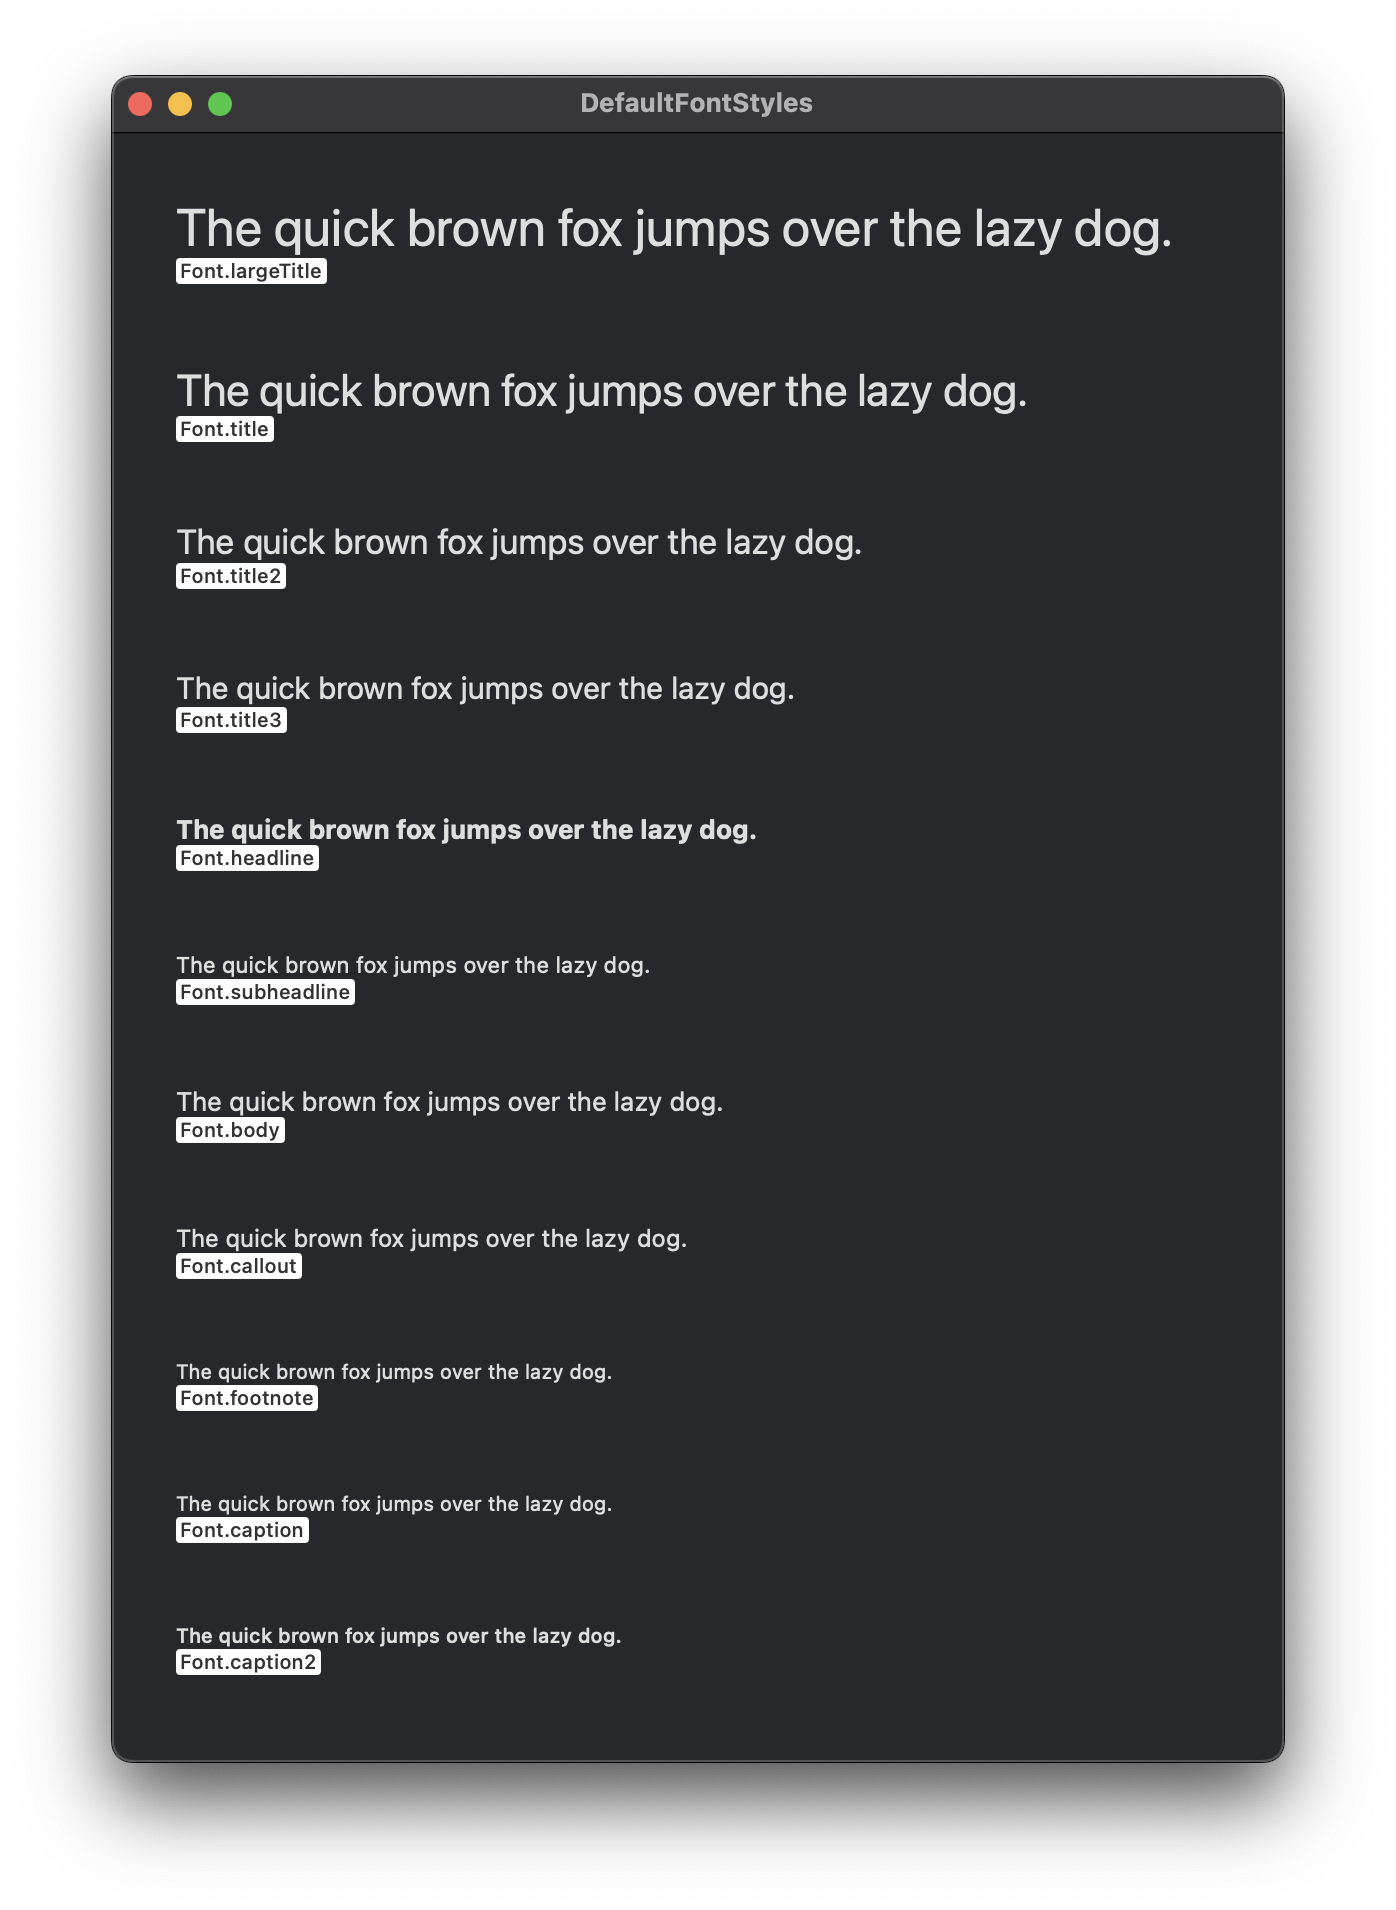 DefaultFontStyles
The quick brown fox jumps over the lazy dog.
Font.largeTitle
The quick brown fox jumps over the lazy dog.
Font.title
The quick brown fox jumps over the lazy dog.
Font.title2
The quick brown fox jumps over the lazy dog.
Font.title3
The quick brown fox jumps over the lazy dog.
Font.headline
The quick brown fox jumps over the lazy dog.
Font.subheadline
The quick brown fox jumps over the lazy dog.
Font.body
The quick brown fox jumps over the lazy dog.
Font.callout
The quick brown fox jumps over the lazy dog.
Font.footnote
The quick brown fox jumps over the lazy dog.
Font.caption
The quick brown fox jumps over the lazy dog.
Font.caption2